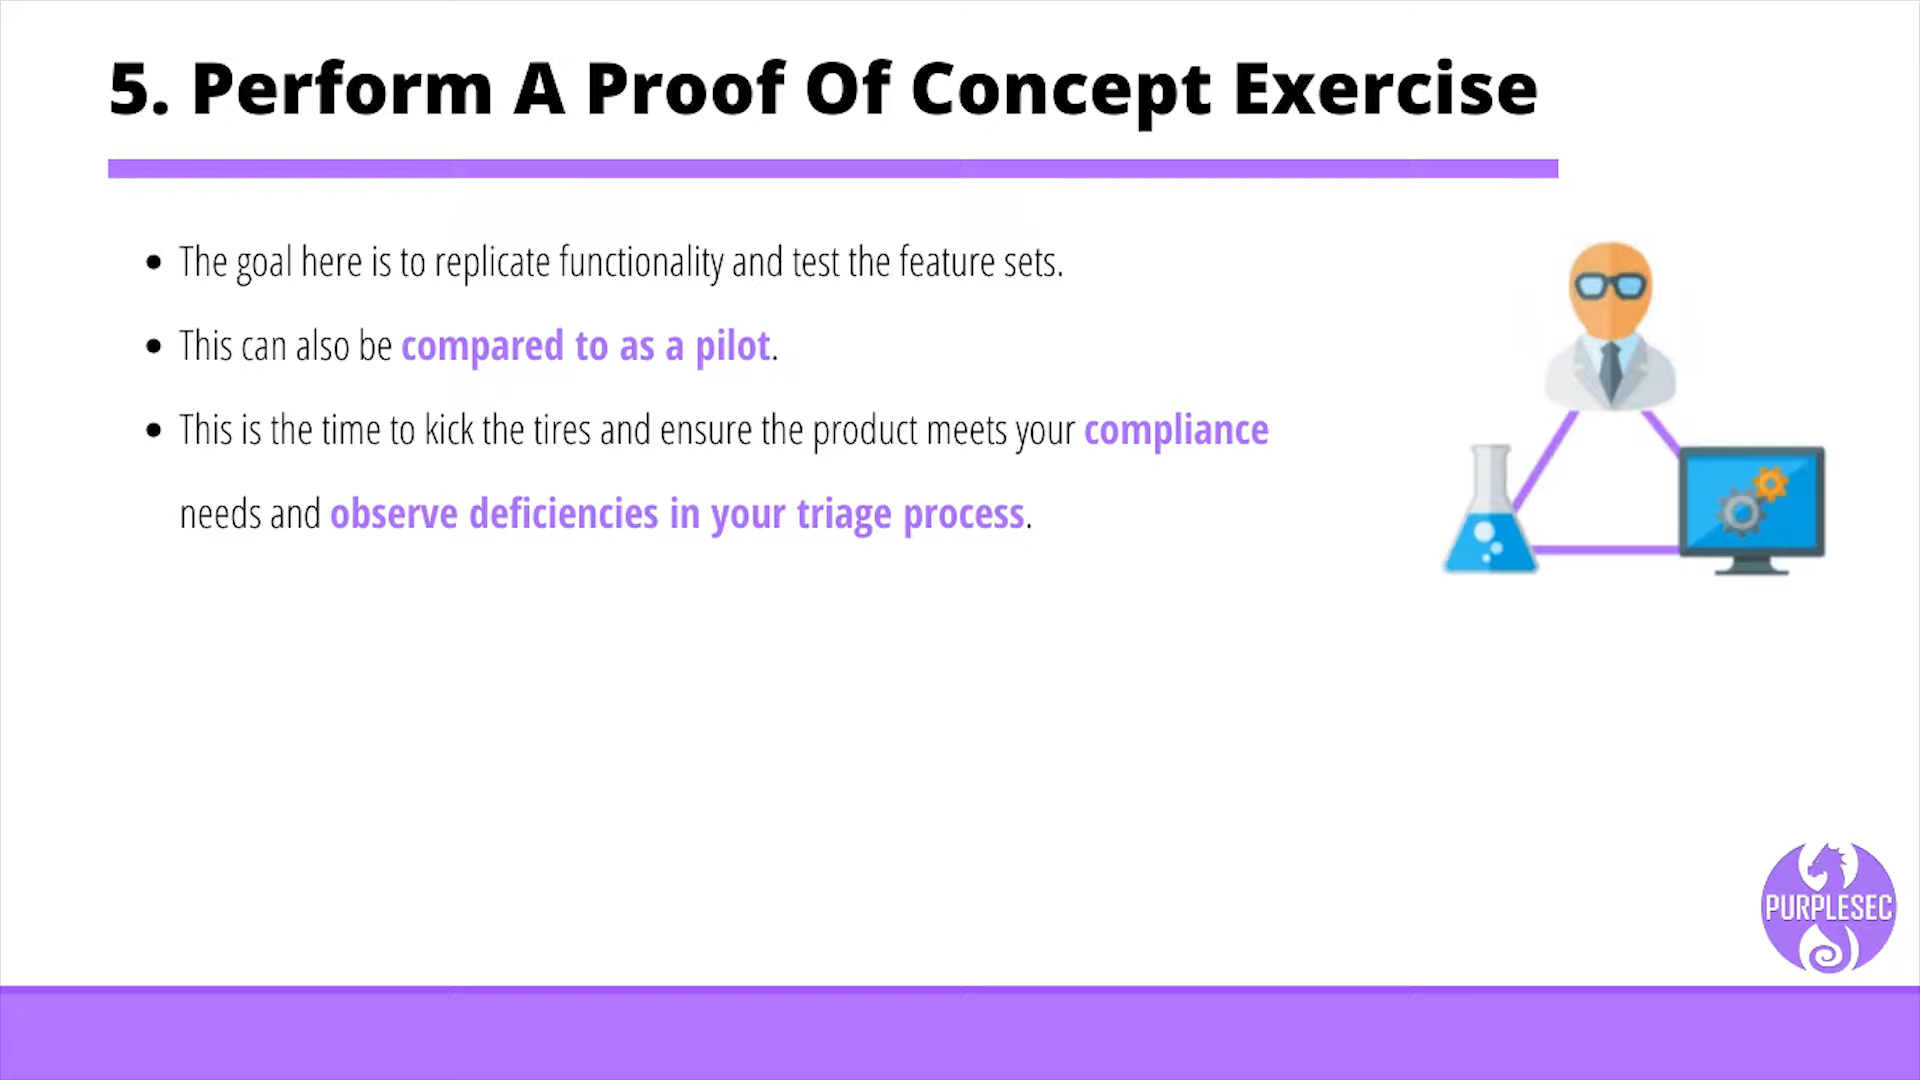 5. Perform A Proof Of Concept Exercise
• The goal here is to replicate functionality and test the feature sets.
• This can also be compared to as a pilot.
• This is the time to kick the tires and ensure the product meets your compliance
needs and observe deficiencies in your triage process.
PURPLESEC